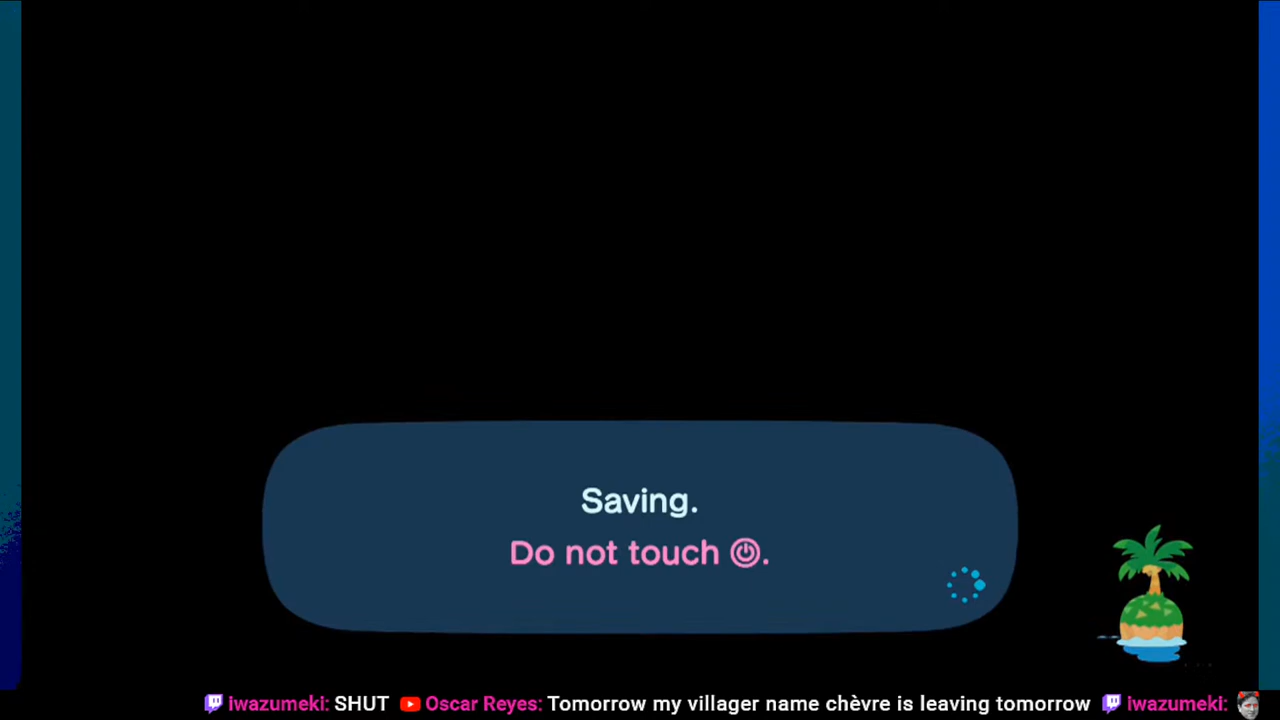 Saving.
Do not touch ⏻.
iwazumeki: SHUT Oscar Reyes: Tomorrow my villager name chèvre is leaving tomorrow iwazumeki: